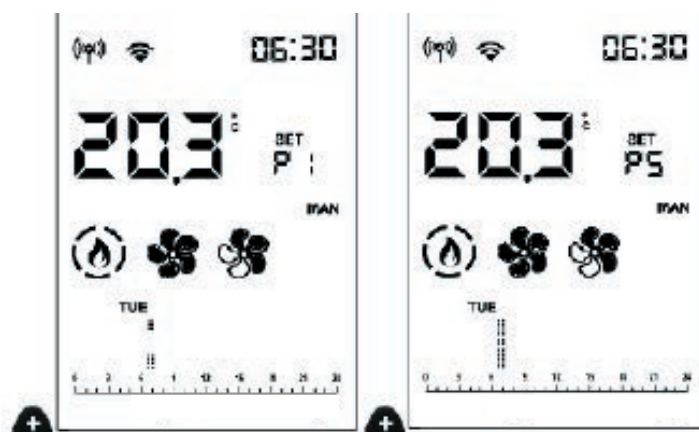 06:30
20.3 °C
SET
P1
MAN
TUE
+
06:30
20.3 °C
SET
P5
MAN
TUE
+